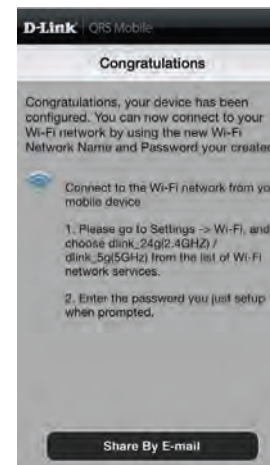 D-Link QRS Mobile
Congratulations
Congratulations, your device has been
configured. You can now connect to your
Wi-Fi network by using the new Wi-Fi
Network Name and Password your create
Connect to the Wi-Fi network from yo
mobile device
1. Please go to Settings -> Wi-Fi, and
choose dlink_24g(2.4GHZ) /
dlink_5g(5GHz) from the list of Wi-Fi
network services.
2. Enter the password you just setup
when prompted.
Share By E-mail